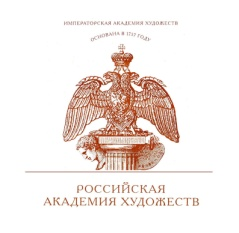 ИМПЕРАТОРСКАЯ АКАДЕМИЯ ХУДОЖЕСТВ
ОСНОВАНА В 1757 ГОДУ
РОССИЙСКАЯ
АКАДЕМИЯ ХУДОЖЕСТВ